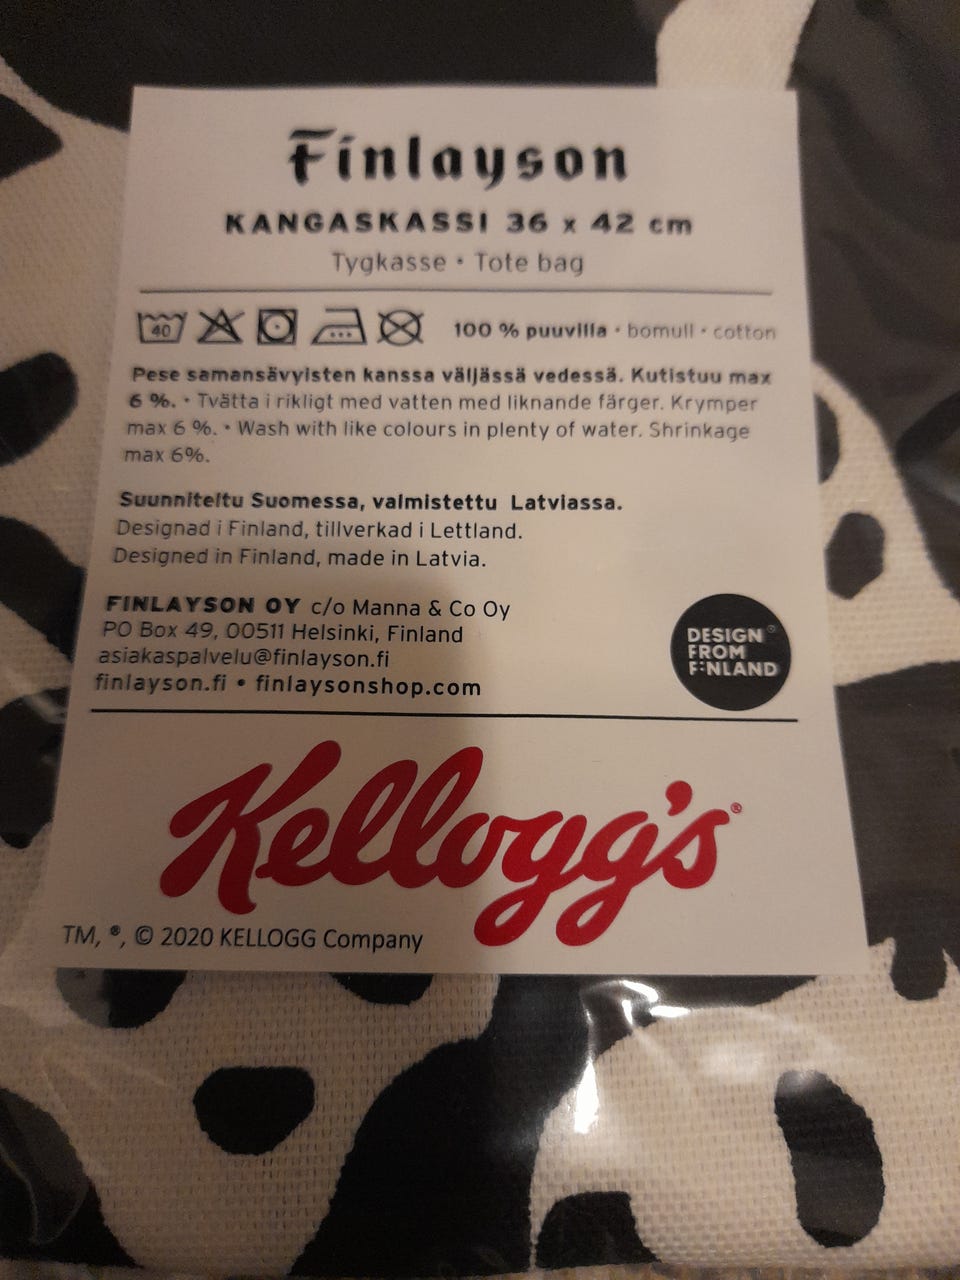 Finlayson
KANGASKASSI 36 x 42 cm
Tygkasse • Tote bag
40
100 % puuvilla • bomull • cotton
Pese samansävyisten kanssa väljässä vedessä. Kutistuu max
6 %. • Tvätta i rikligt med vatten med liknande färger. Krymper
max 6 %. • Wash with like colours in plenty of water. Shrinkage
max 6%.
Suunniteltu Suomessa, valmistettu Latviassa.
Designad i Finland, tillverkad i Lettland.
Designed in Finland, made in Latvia.
FINLAYSON OY c/o Manna & Co Oy
PO Box 49, 00511 Helsinki, Finland
asiakaspalvelu@finlayson.fi
finlayson.fi • finlaysonshop.com
DESIGN®
FROM
FINLAND
Kellogg's®
TM, ®, © 2020 KELLOGG Company